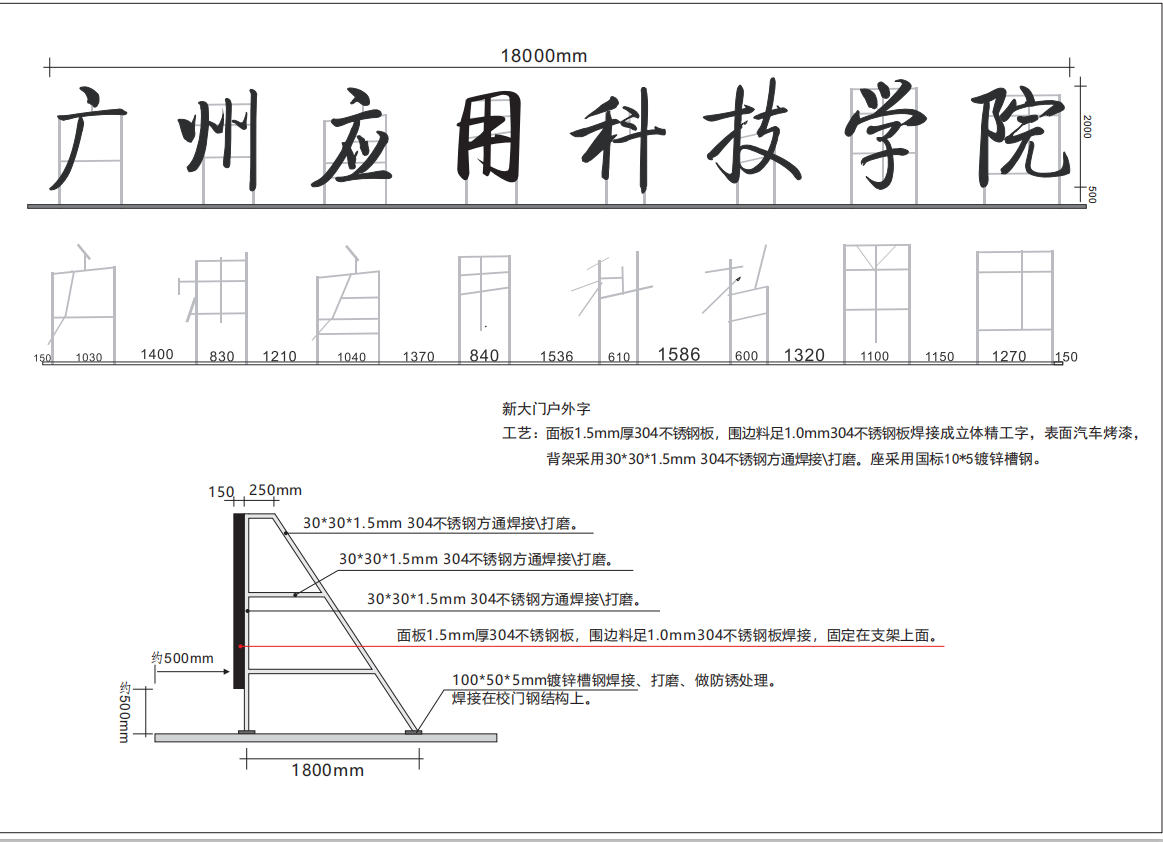 18000mm
广州应用科技学院
2000
500
150 1030 1400 830 1210 1040 1370 840 1536 610 1586 600 1320 1100 1150 1270 150
新大门户外字
工艺：面板1.5mm厚304不锈钢板，围边料足1.0mm304不锈钢板焊接成立体精工字，表面汽车烤漆，
背架采用30*30*1.5mm 304不锈钢方通焊接\打磨。座采用国标10*5镀锌槽钢。
150 250mm
30*30*1.5mm 304不锈钢方通焊接\打磨。
30*30*1.5mm 304不锈钢方通焊接\打磨。
30*30*1.5mm 304不锈钢方通焊接\打磨。
面板1.5mm厚304不锈钢板，围边料足1.0mm304不锈钢板焊接，固定在支架上面。
约500mm
100*50*5mm镀锌槽钢焊接、打磨、做防锈处理。
焊接在校门钢结构上。
约500mm
1800mm